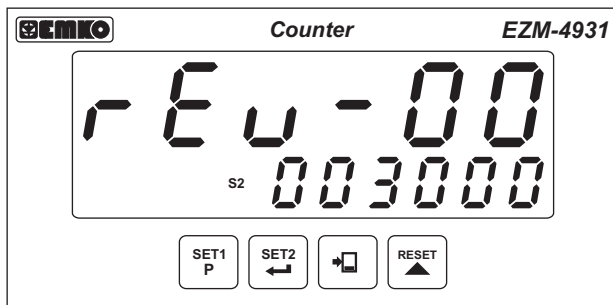 EMKO Counter EZM-4931
rEu-00
S2 003000
SET1 SET2 RESET
P